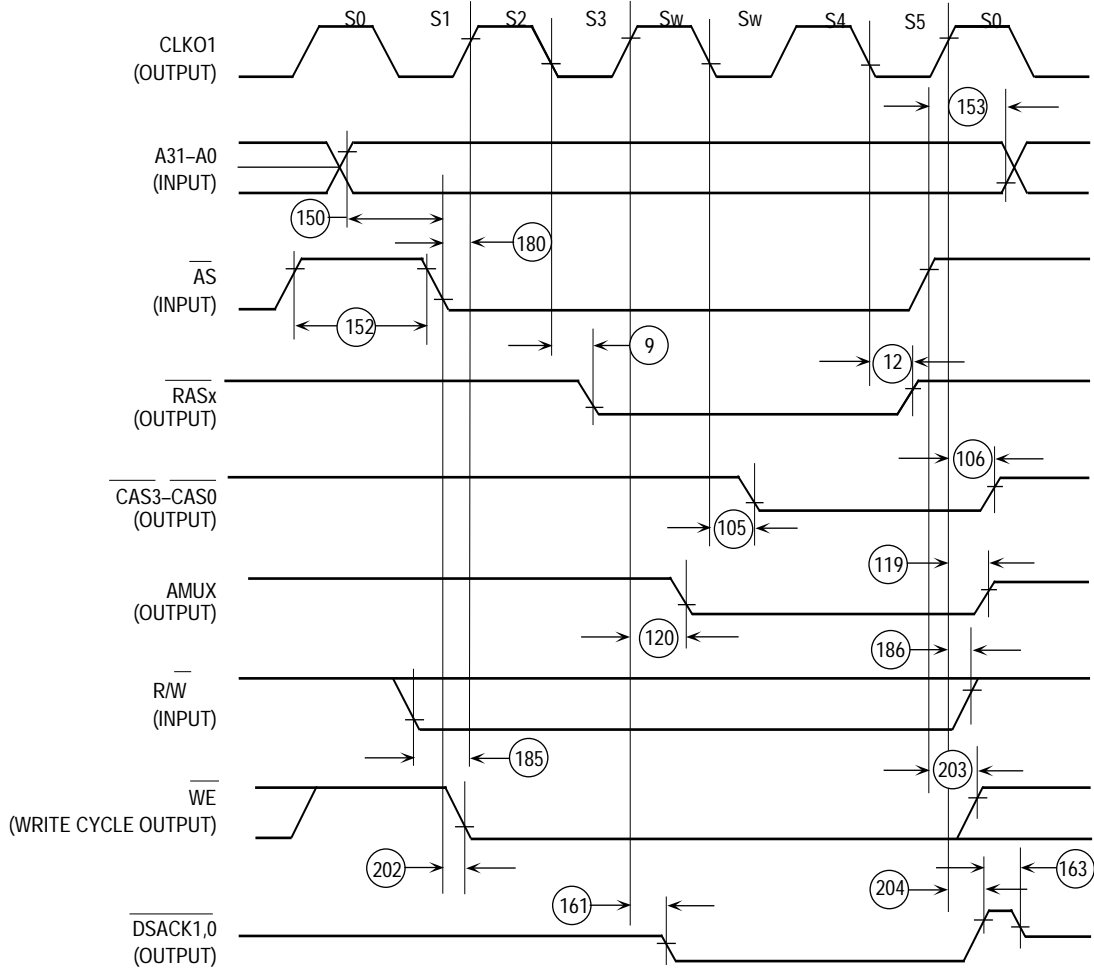 S0 S1 S2 S3 Sw Sw S4 S5 S0
CLKO1
(OUTPUT)
153
A31–A0
(INPUT)
150
180
AS
(INPUT)
152
9
12
RASx
(OUTPUT)
106
CAS3–CAS0
(OUTPUT)
105
119
AMUX
(OUTPUT)
120
186
R/W
(INPUT)
185
203
WE
(WRITE CYCLE OUTPUT)
202
163
204
161
DSACK1,0
(OUTPUT)